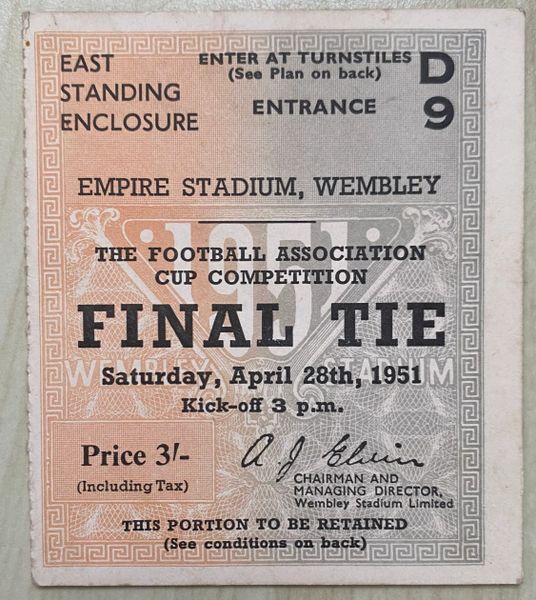 EAST
STANDING
ENCLOSURE
ENTER AT TURNSTILES
(See Plan on back)
ENTRANCE
D
9
EMPIRE STADIUM, WEMBLEY
1951
THE FOOTBALL ASSOCIATION
CUP COMPETITION
FINAL TIE
WEMBLEY STADIUM
Saturday, April 28th, 1951
Kick-off 3 p.m.
Price 3/-
(Including Tax)
A J Elvin
CHAIRMAN AND
MANAGING DIRECTOR,
Wembley Stadium Limited
THIS PORTION TO BE RETAINED
(See conditions on back)